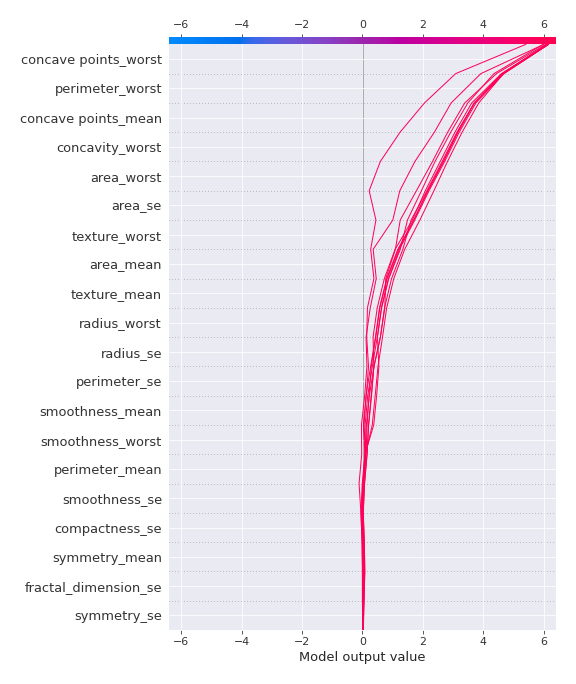 −6 −4 −2 0 2 4 6
concave points_worst
perimeter_worst
concave points_mean
concavity_worst
area_worst
area_se
texture_worst
area_mean
texture_mean
radius_worst
radius_se
perimeter_se
smoothness_mean
smoothness_worst
perimeter_mean
smoothness_se
compactness_se
symmetry_mean
fractal_dimension_se
symmetry_se
−6 −4 −2 0 2 4 6
Model output value